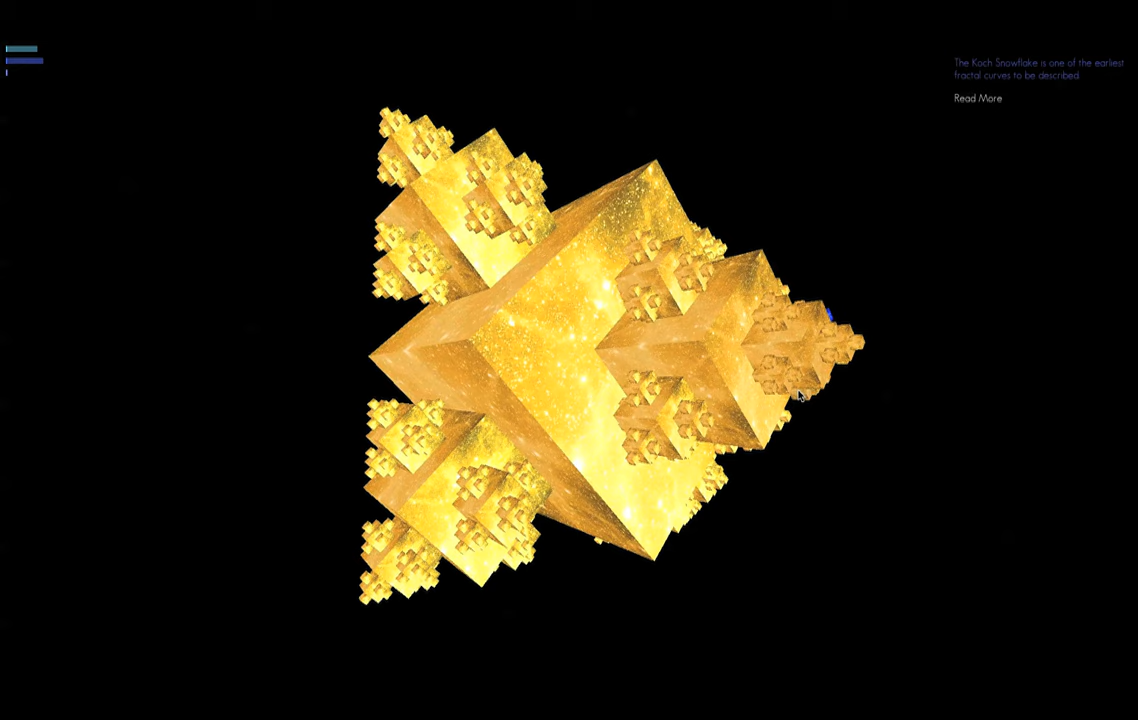 The Koch Snowflake is one of the earliest
fractal curves to be described.
Read More